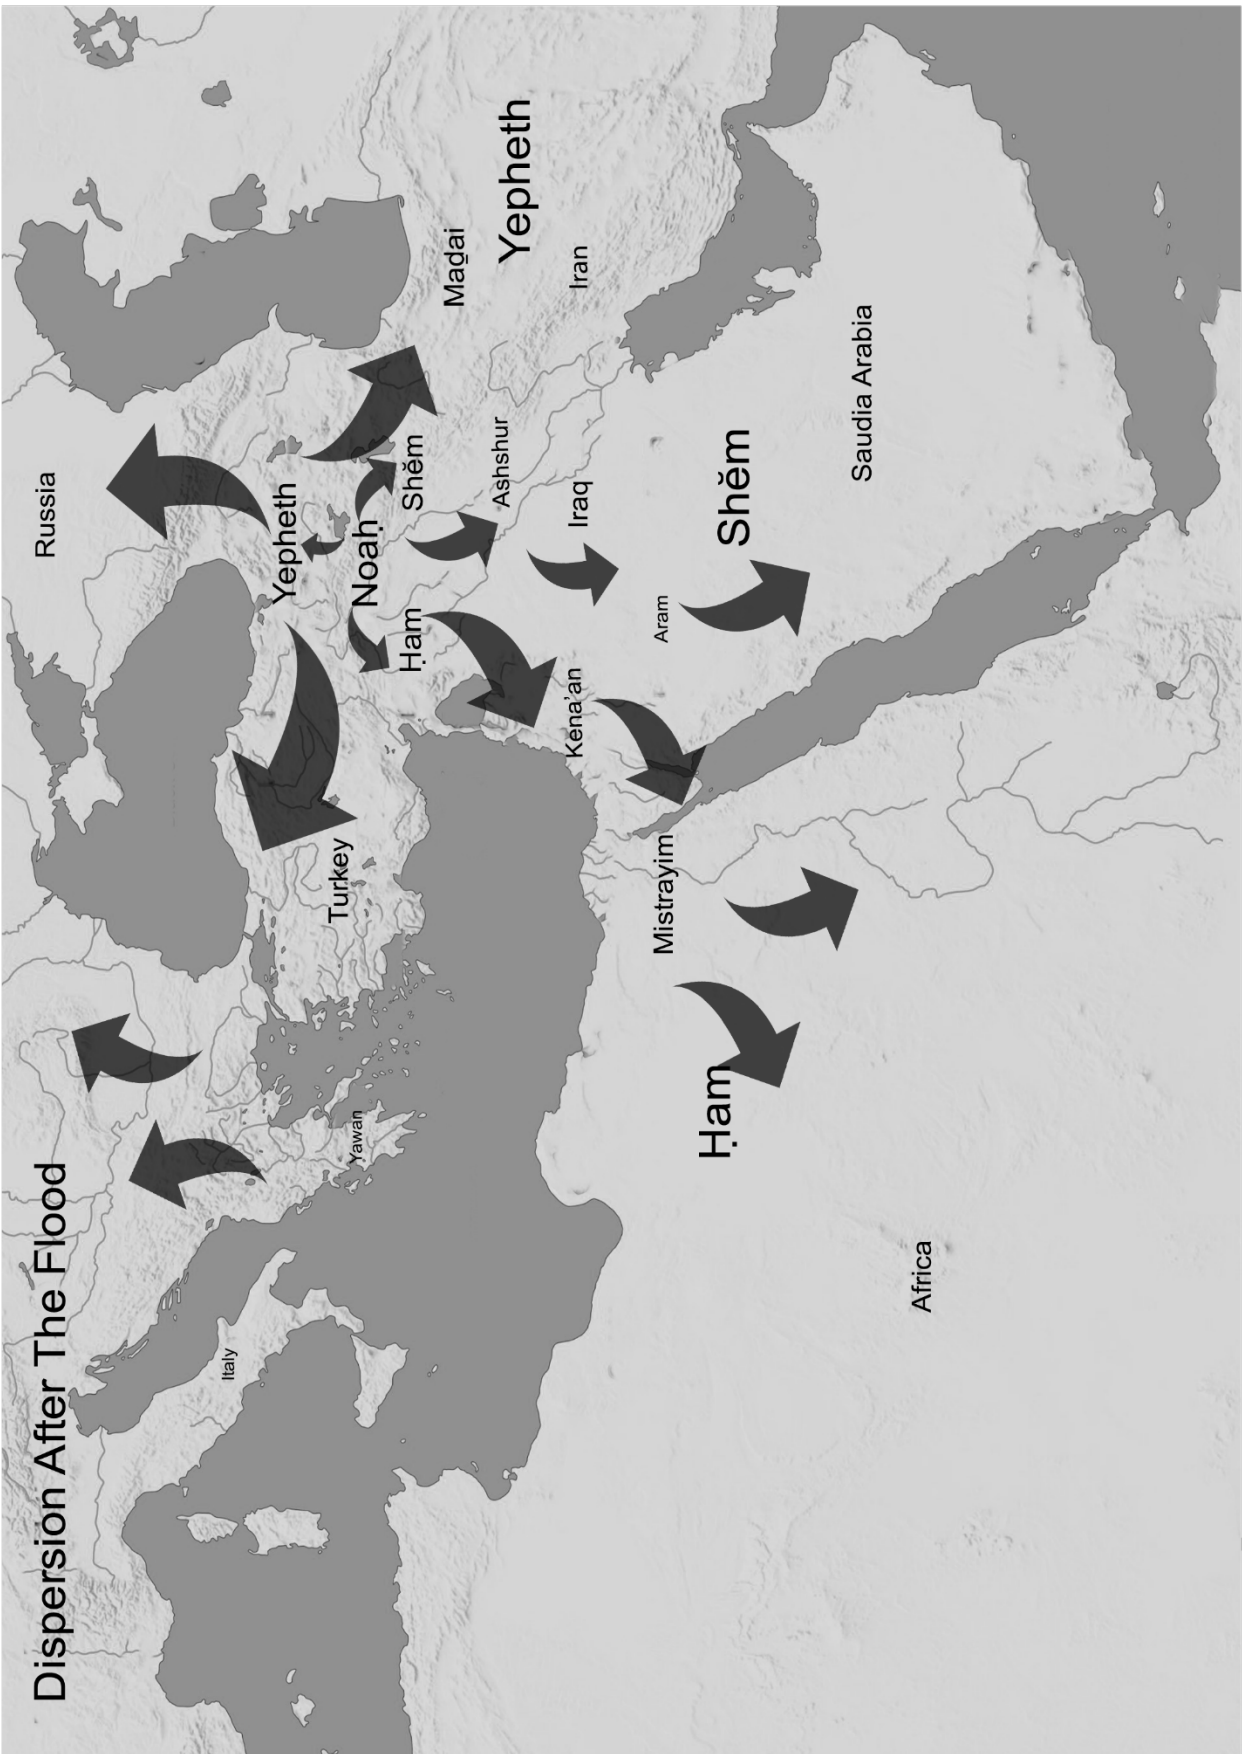 Dispersion After The Flood
Russia
Italy
Yawan
Turkey
Yepheth
Noaḥ
Ḥam
Shĕm
Maḏai
Yepheth
Ashshur
Iran
Iraq
Kena’an
Aram
Mistrayim
Shĕm
Ḥam
Saudia Arabia
Africa